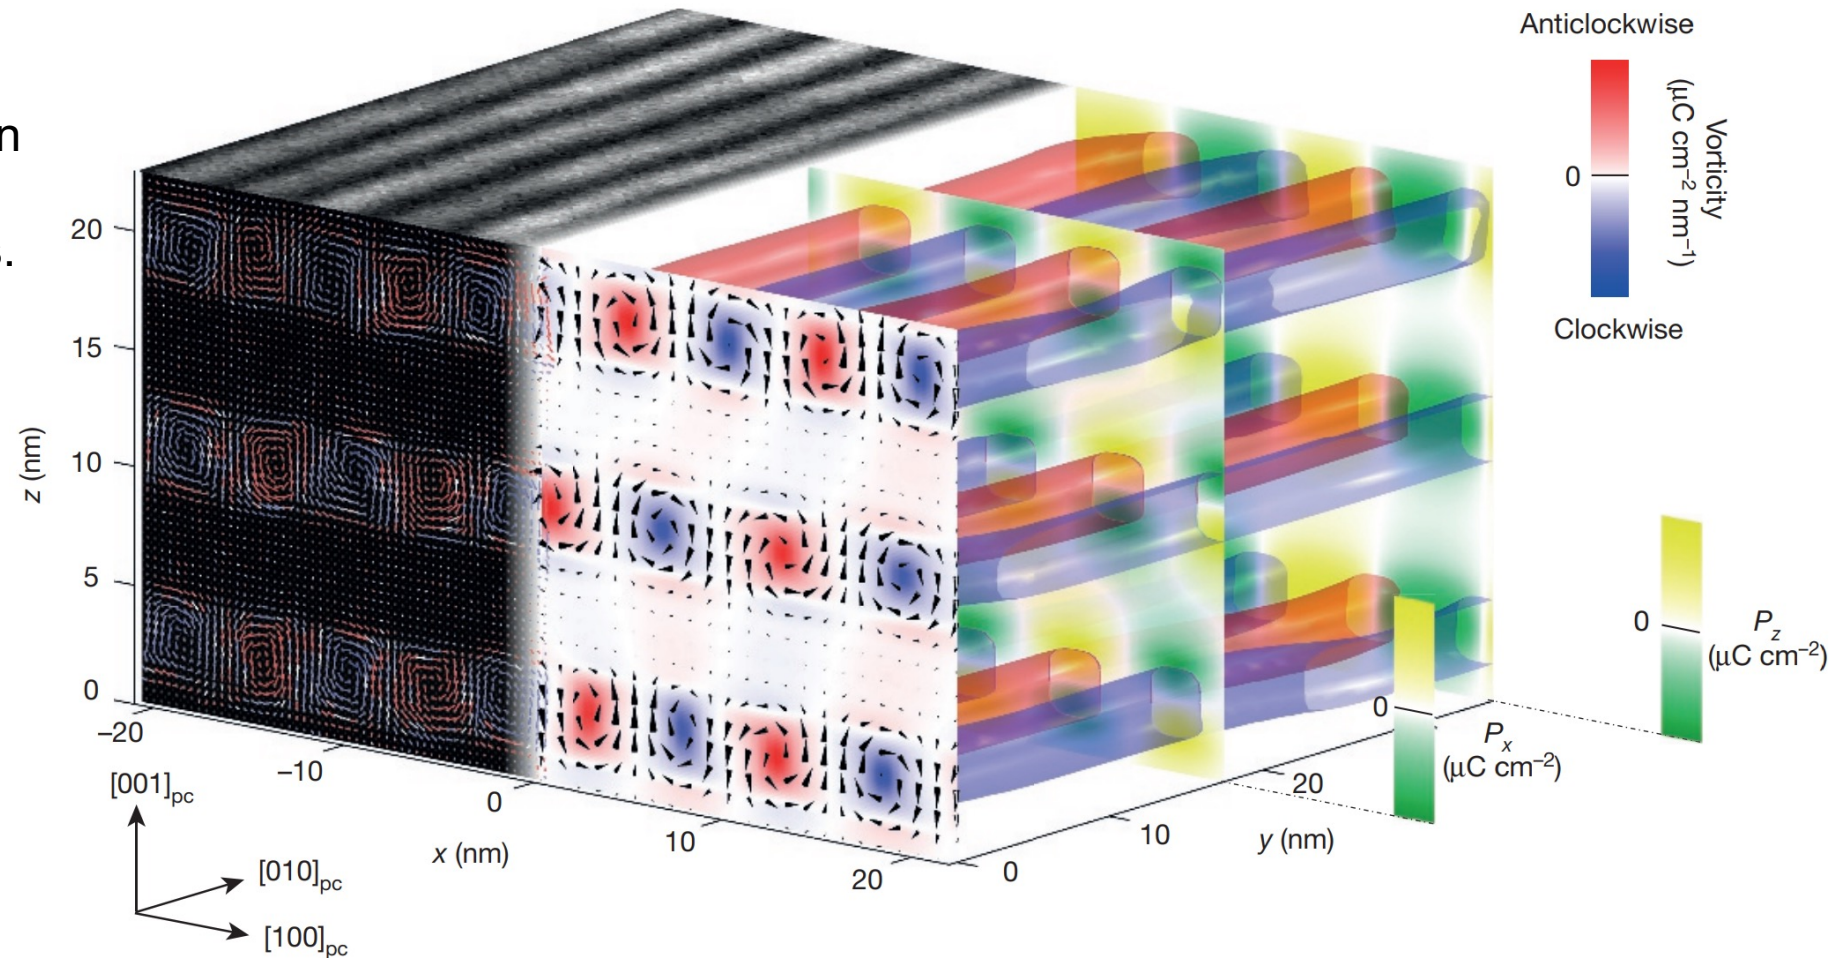 n
s.
Anticlockwise
0
Vorticity
(μC cm⁻² nm⁻¹)
Clockwise
20
15
10
5
0
z (nm)
–20
–10
0
10
20
x (nm)
0
10
20
y (nm)
[001]pc
[010]pc
[100]pc
0
Px
(μC cm⁻²)
0
Pz
(μC cm⁻²)